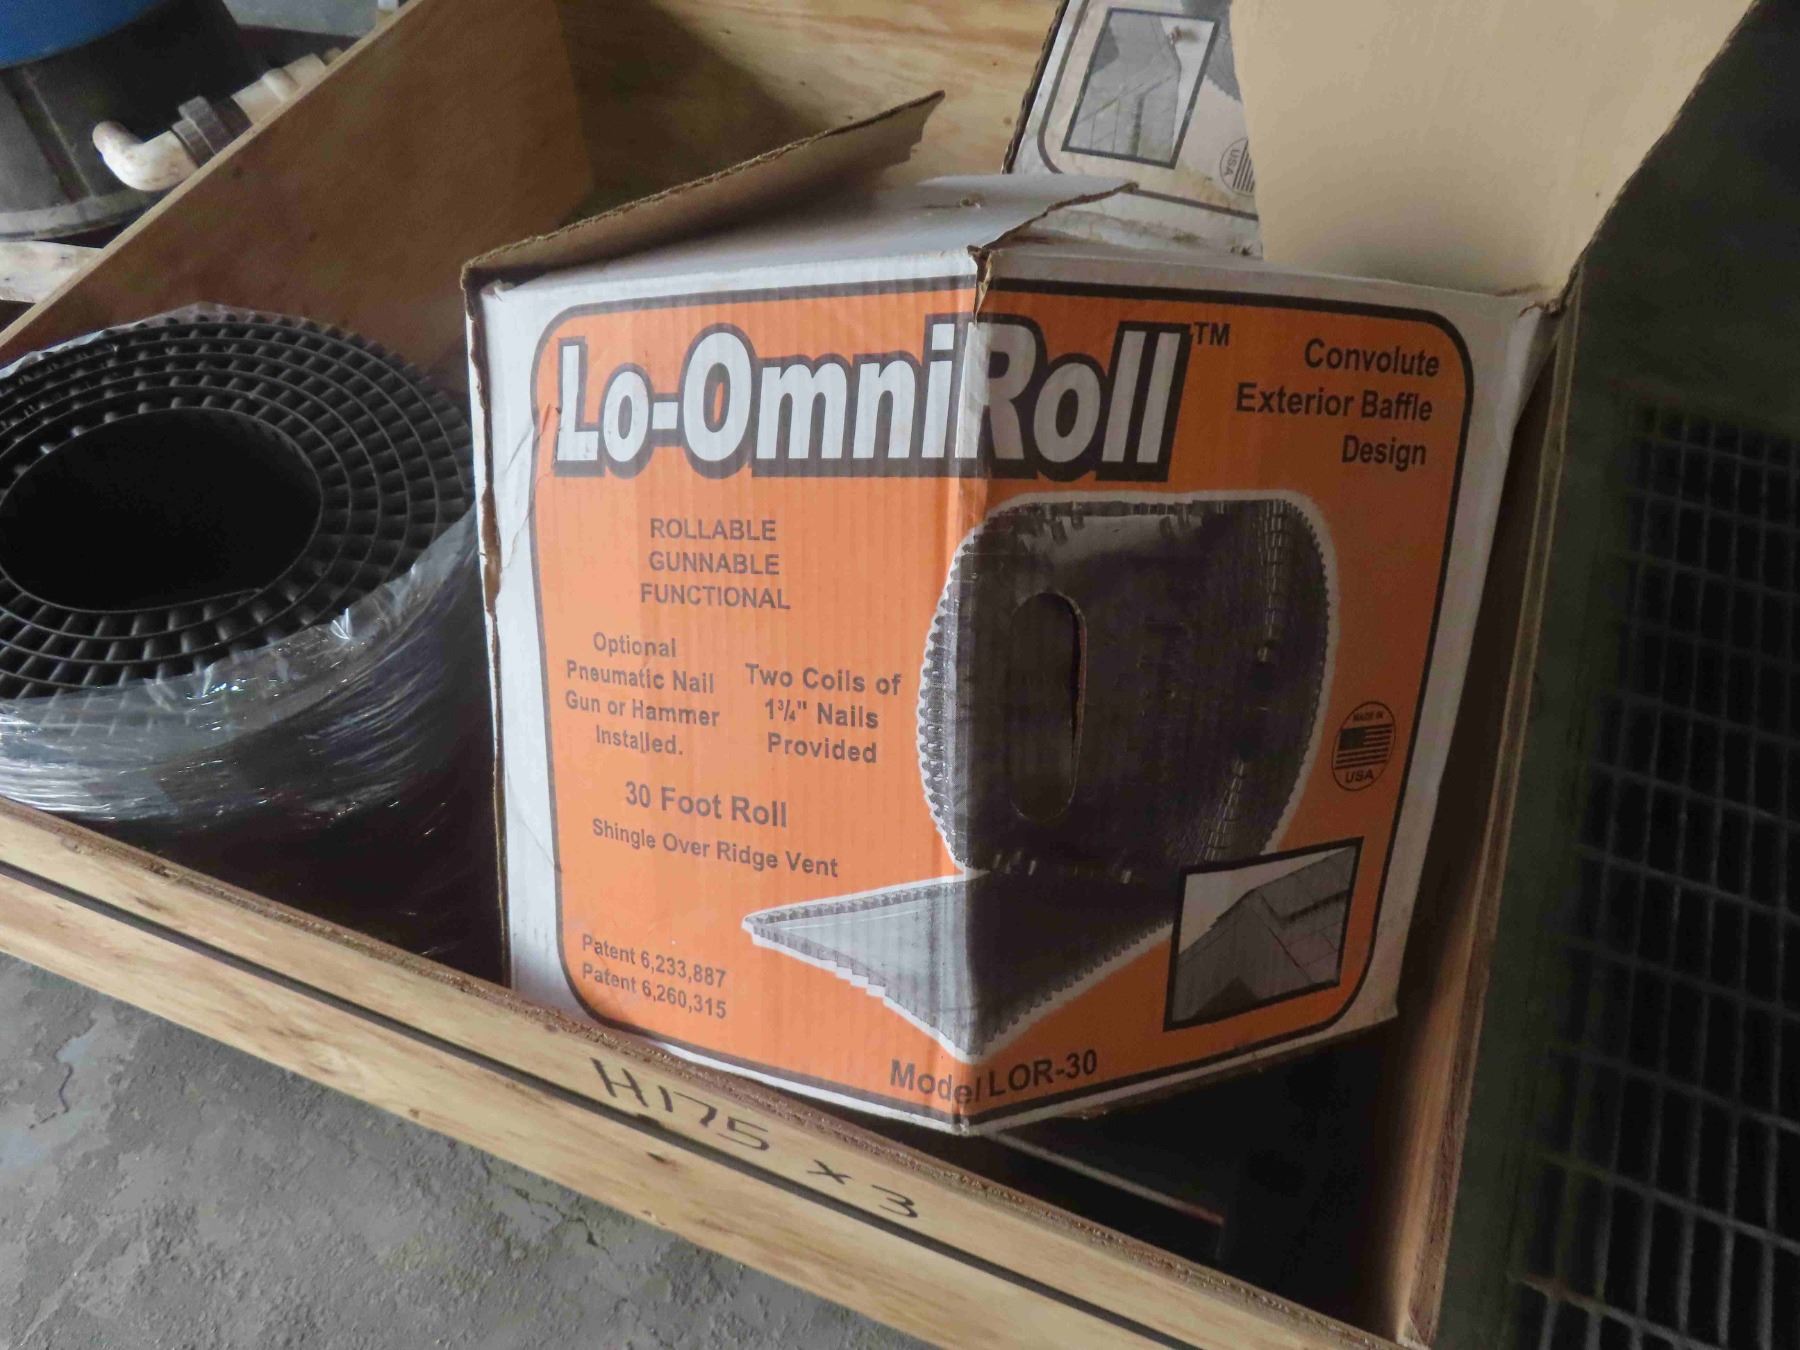 Lo-OmniRoll™
Convolute
Exterior Baffle
Design
ROLLABLE
GUNNABLE
FUNCTIONAL
Optional
Pneumatic Nail
Gun or Hammer
Installed.
Two Coils of
1¾" Nails
Provided
30 Foot Roll
Shingle Over Ridge Vent
Patent 6,233,887
Patent 6,260,315
MADE IN
USA
Model LOR-30
USA
H175 x 3